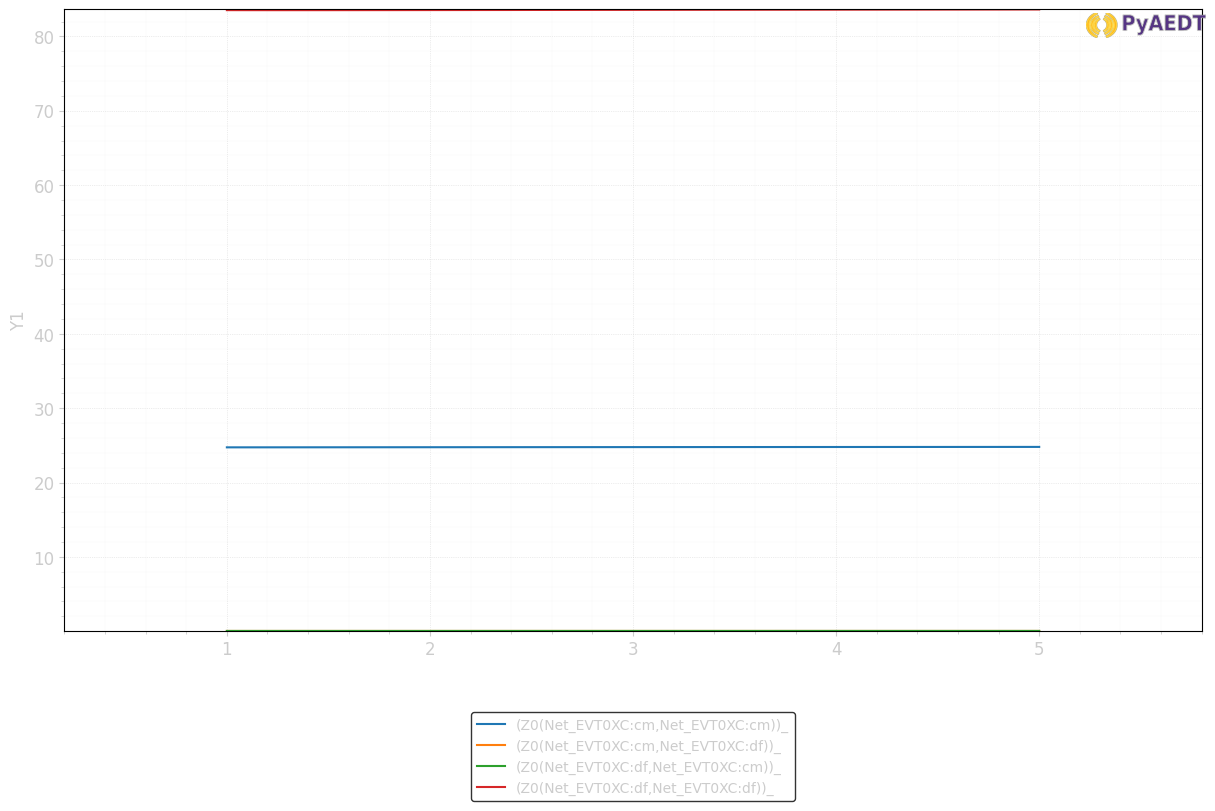 PyAEDT
80
70
60
50
40
30
20
10
Y1
1 2 3 4 5
(Z0(Net_EVT0XC:cm,Net_EVT0XC:cm))_
(Z0(Net_EVT0XC:cm,Net_EVT0XC:df))_
(Z0(Net_EVT0XC:df,Net_EVT0XC:cm))_
(Z0(Net_EVT0XC:df,Net_EVT0XC:df))_